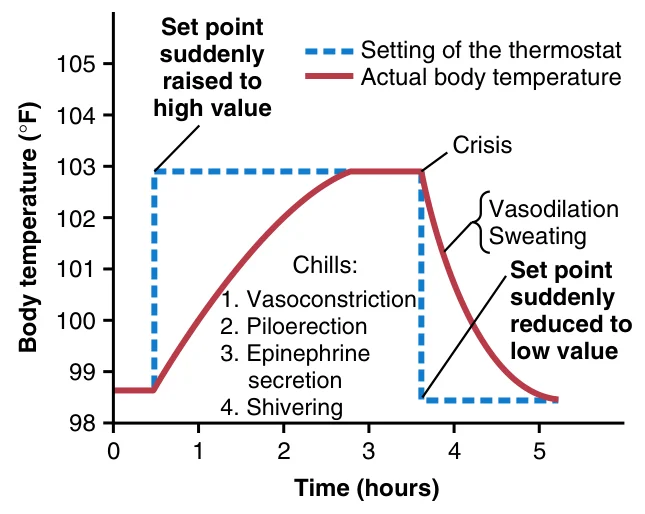 Set point
suddenly
raised to
high value
Setting of the thermostat
Actual body temperature
Crisis
Vasodilation
Sweating
Set point
suddenly
reduced to
low value
Chills:
1. Vasoconstriction
2. Piloerection
3. Epinephrine
secretion
4. Shivering
Body temperature (°F)
105
104
103
102
101
100
99
98
0 1 2 3 4 5
Time (hours)